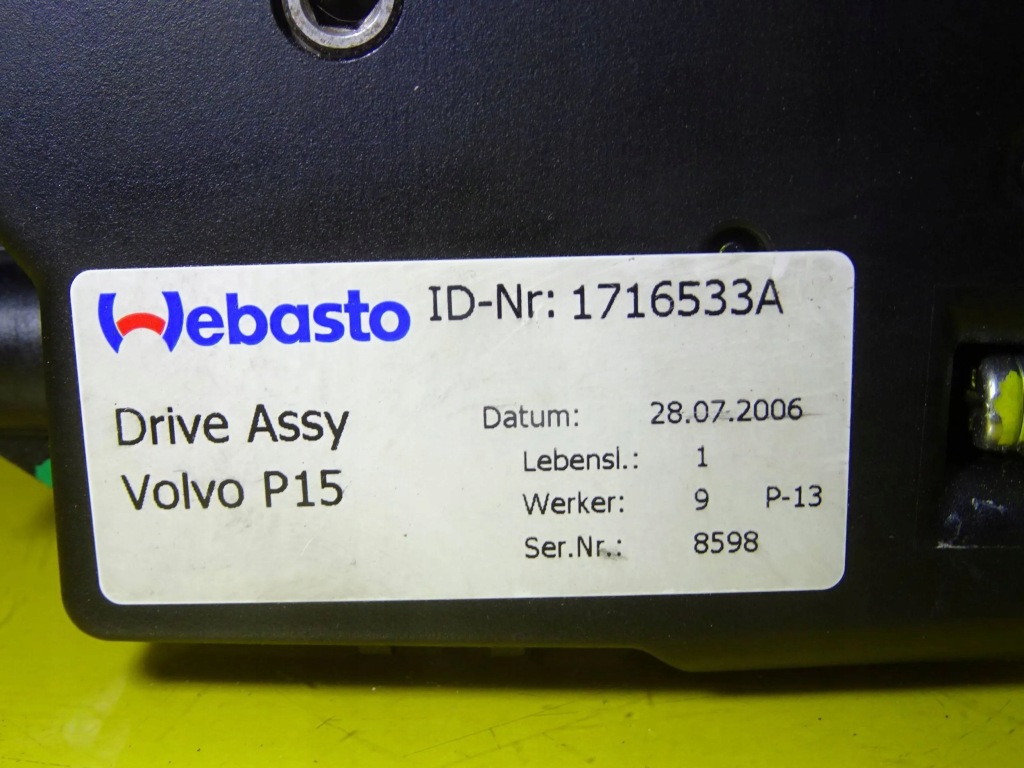 Webasto ID-Nr: 1716533A
Drive Assy
Volvo P15
Datum: 28.07.2006
Lebensl.: 1
Werker: 9 P-13
Ser.Nr.: 8598